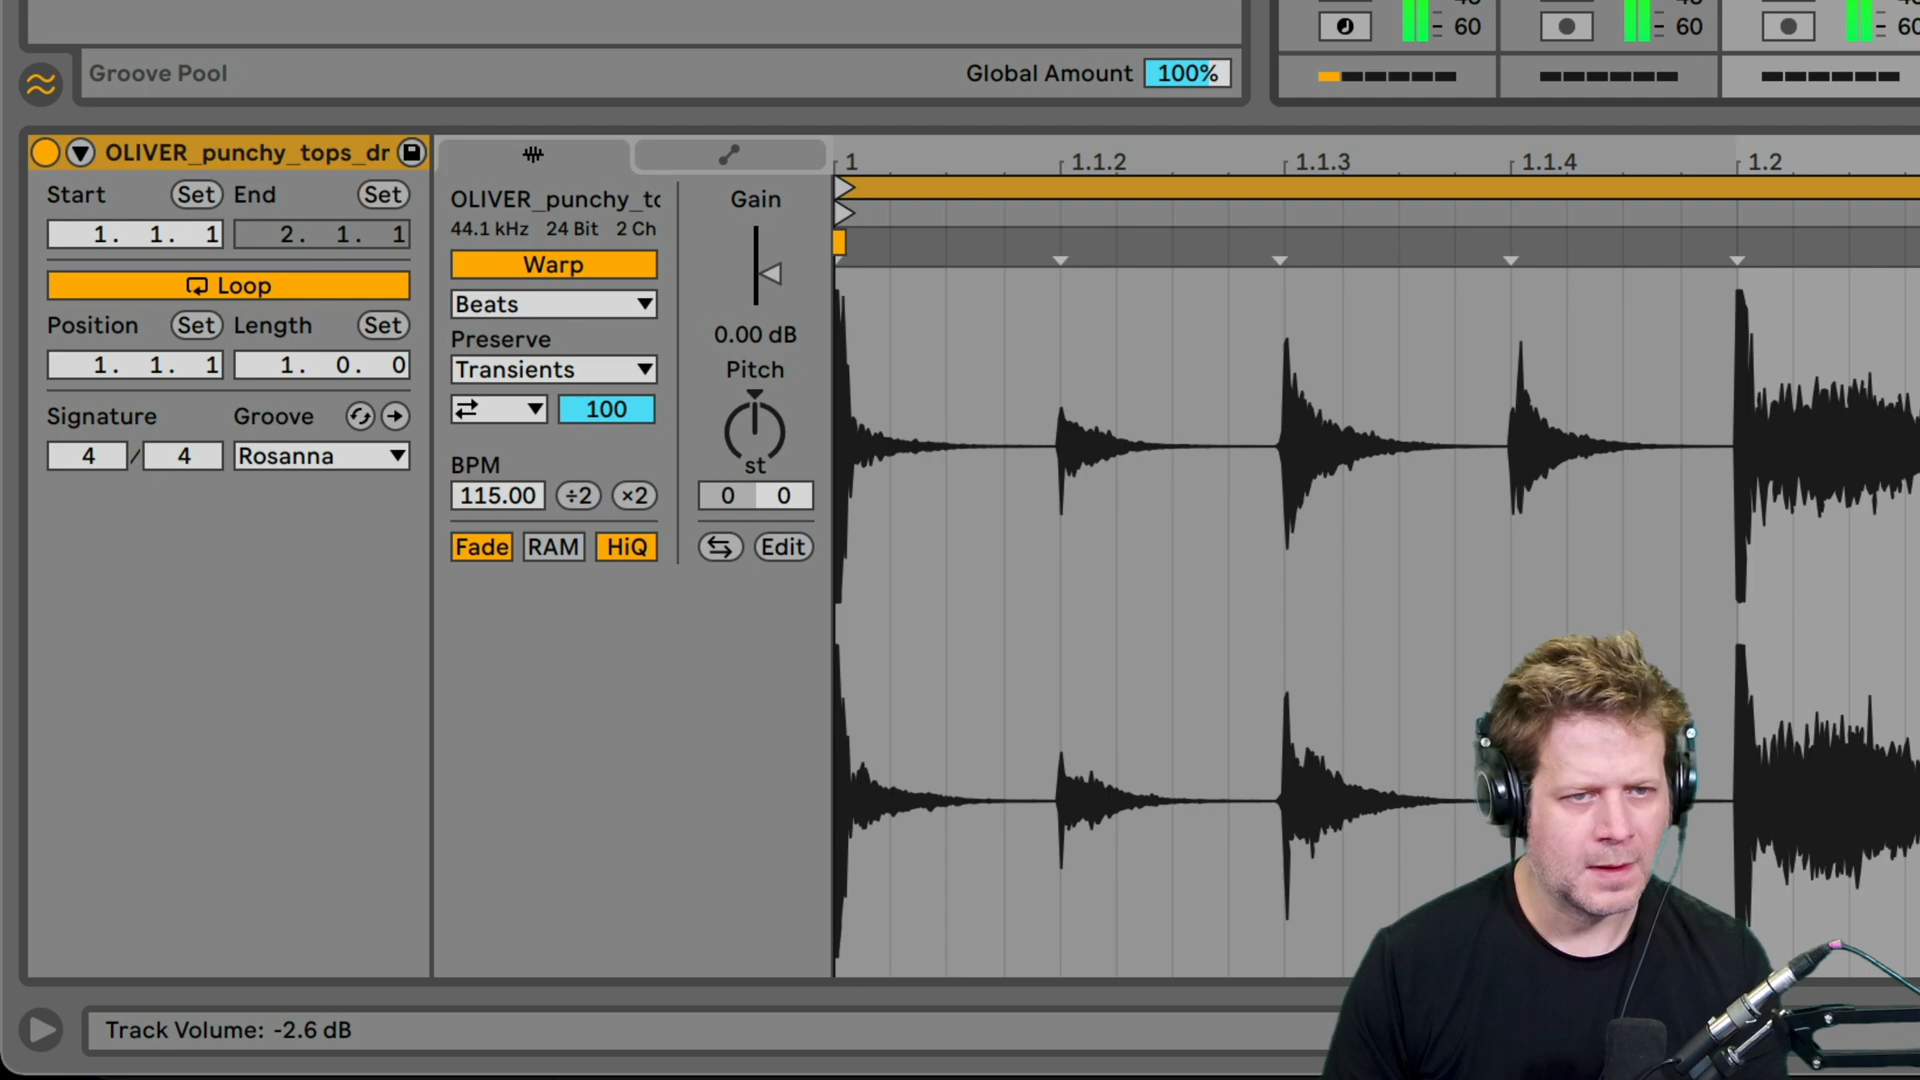 60 60 60
Groove Pool Global Amount 100%
OLIVER_punchy_tops_dr
Start Set End Set
1. 1. 1 2. 1. 1
Loop
Position Set Length Set
1. 1. 1 1. 0. 0
Signature Groove
4 / 4 Rosanna
OLIVER_punchy_to
44.1 kHz 24 Bit 2 Ch
Warp
Beats
Preserve
Transients
100
BPM
115.00 ÷2 ×2
Fade RAM HiQ
Gain
0.00 dB
Pitch
st
0 0
Edit
1 1.1.2 1.1.3 1.1.4 1.2
Track Volume: -2.6 dB